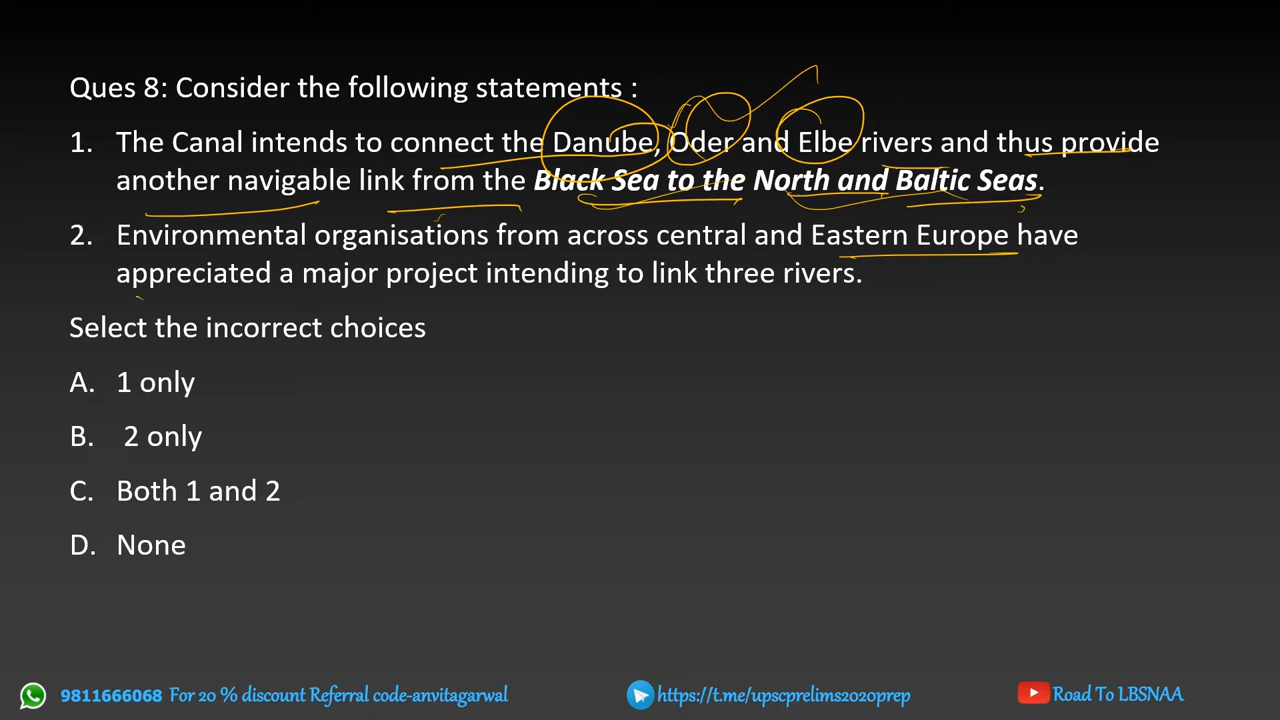 Ques 8: Consider the following statements :
1. The Canal intends to connect the Danube, Oder and Elbe rivers and thus provide
another navigable link from the Black Sea to the North and Baltic Seas.
2. Environmental organisations from across central and Eastern Europe have
appreciated a major project intending to link three rivers.
Select the incorrect choices
A. 1 only
B. 2 only
C. Both 1 and 2
D. None
9811666068 For 20 % discount Referral code-anvitagarwal https://t.me/upscprelims2020prep Road To LBSNAA